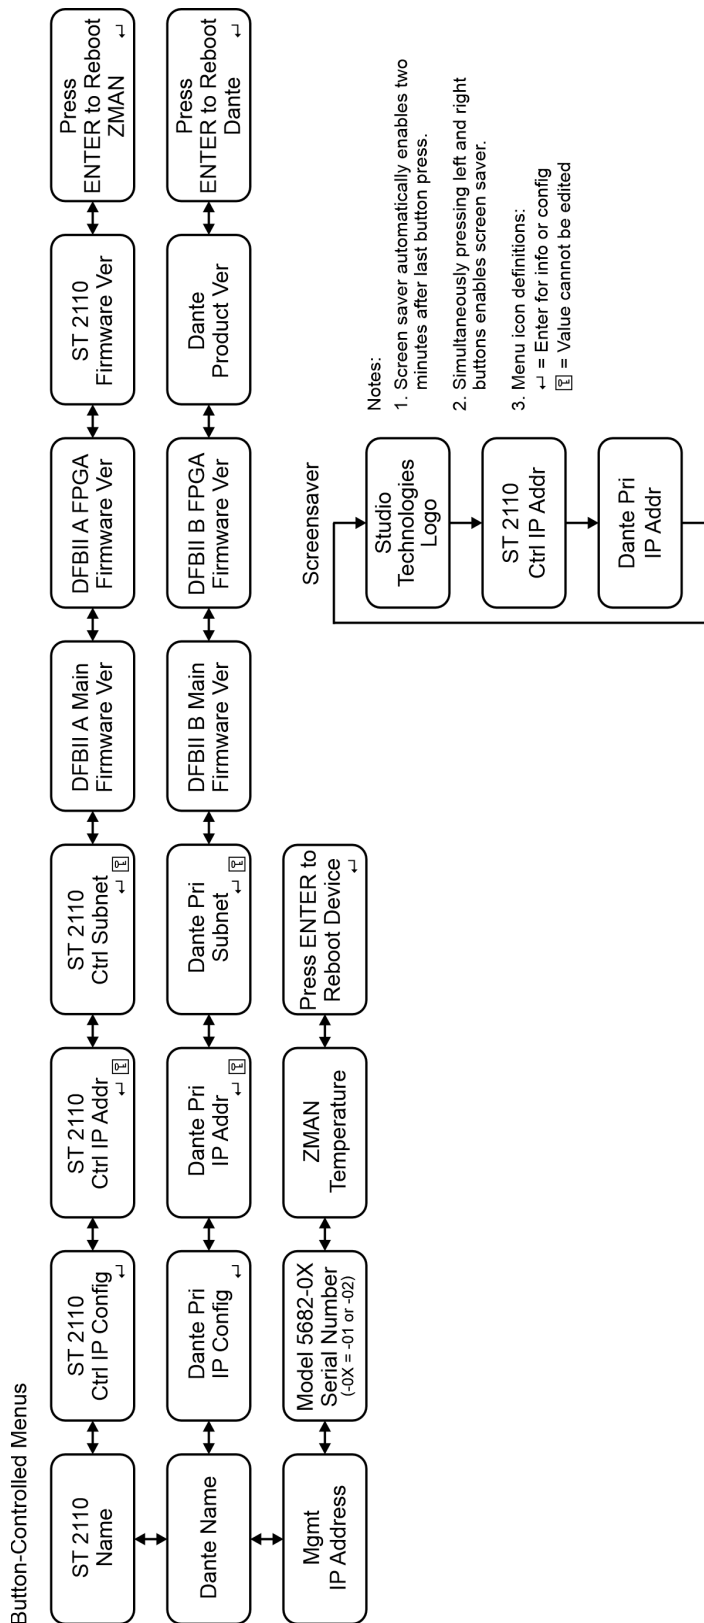 Button-Controlled Menus
ST 2110
Name
ST 2110
Ctrl IP Config
↵
ST 2110
Ctrl IP Addr
↵
ST 2110
Ctrl Subnet
↵
DFBII A Main
Firmware Ver
DFBII A FPGA
Firmware Ver
ST 2110
Firmware Ver
Press
ENTER to Reboot
ZMAN
↵
Dante Name
Dante Pri
IP Config
↵
Dante Pri
IP Addr
↵
Dante Pri
Subnet
↵
DFBII B Main
Firmware Ver
DFBII B FPGA
Firmware Ver
Dante
Product Ver
Press
ENTER to Reboot
Dante
↵
Mgmt
IP Address
Model 5682-0X
Serial Number
(-0X = -01 or -02)
ZMAN
Temperature
Press ENTER to
Reboot Device
↵
Screensaver
Studio
Technologies
Logo
ST 2110
Ctrl IP Addr
Dante Pri
IP Addr
Notes:
1. Screen saver automatically enables two
minutes after last button press.
2. Simultaneously pressing left and right
buttons enables screen saver.
3. Menu icon definitions:
↵ = Enter for info or config
= Value cannot be edited